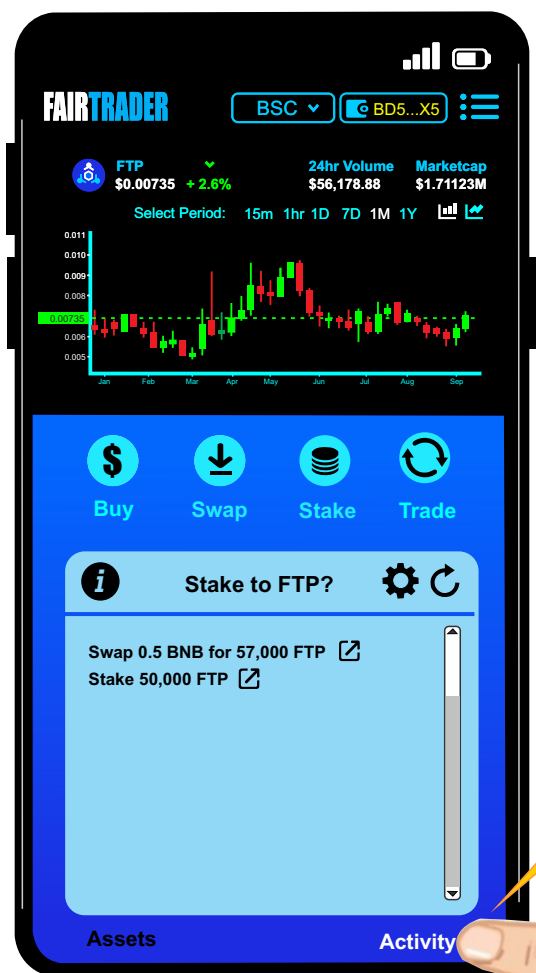 FAIRTRADER
BSC
BD5...X5
FTP
24hr Volume Marketcap
$0.00735 + 2.6% $56,178.88 $1.71123M
Select Period: 15m 1hr 1D 7D 1M 1Y
0.011
0.010
0.009
0.008
0.00735
0.006
0.005
Jan Feb Mar Apr May Jun Jul Aug Sep
$
Buy Swap Stake Trade
i
Stake to FTP?
Swap 0.5 BNB for 57,000 FTP
Stake 50,000 FTP
Assets Activity